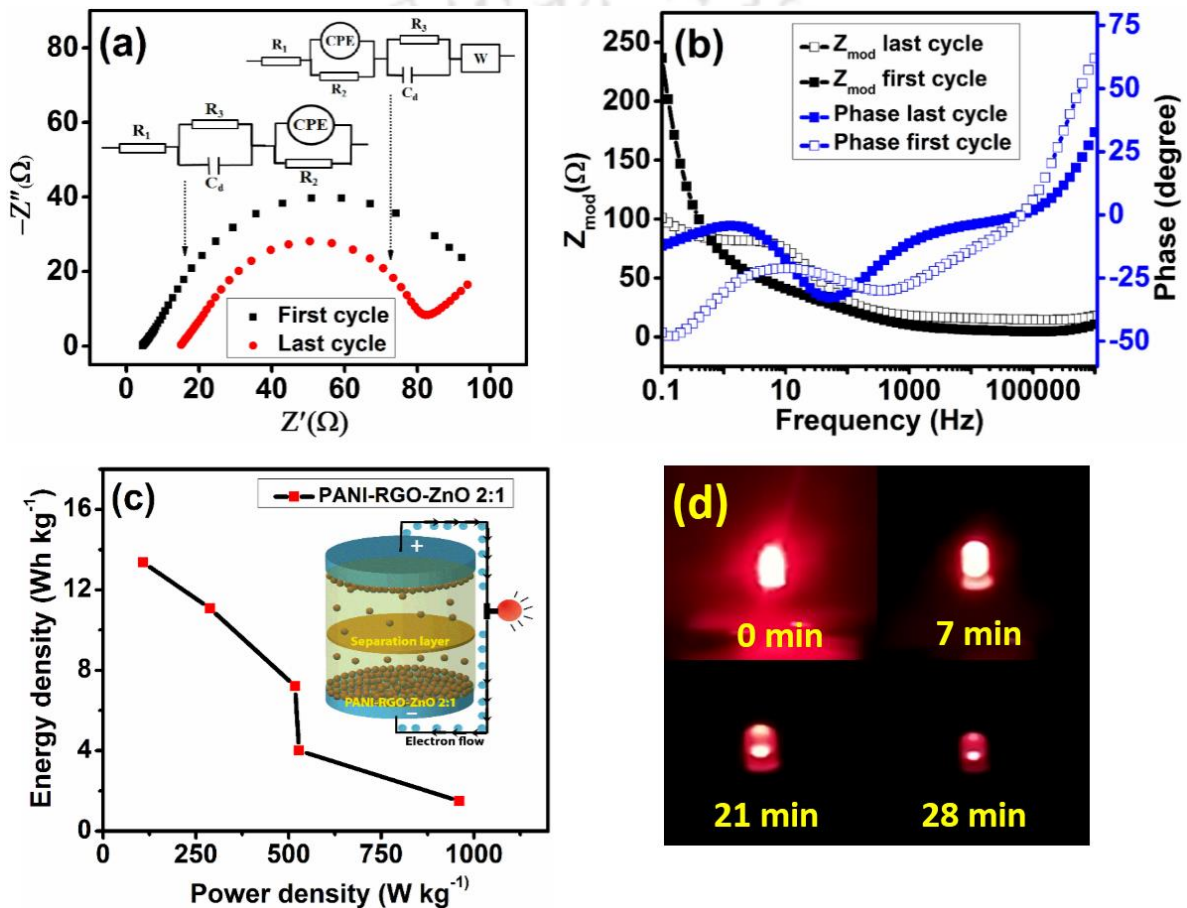 (a)
80
60
40
20
0
−Z″(Ω)
R1
CPE
R2
R3
Cd
W
R1
R3
Cd
CPE
R2
First cycle
Last cycle
0 20 40 60 80 100
Z′(Ω)
(b)
250
200
150
100
50
0
Zmod(Ω)
Zmod last cycle
Zmod first cycle
Phase last cycle
Phase first cycle
75
50
25
0
-25
-50
Phase (degree)
0.1 10 1000 100000
Frequency (Hz)
(c)
16
12
8
4
0
Energy density (Wh kg-1)
PANI-RGO-ZnO 2:1
+
Separation layer
PANI-RGO-ZnO 2:1
−
Electron flow
0 250 500 750 1000
Power density (W kg-1)
(d)
0 min
7 min
21 min
28 min